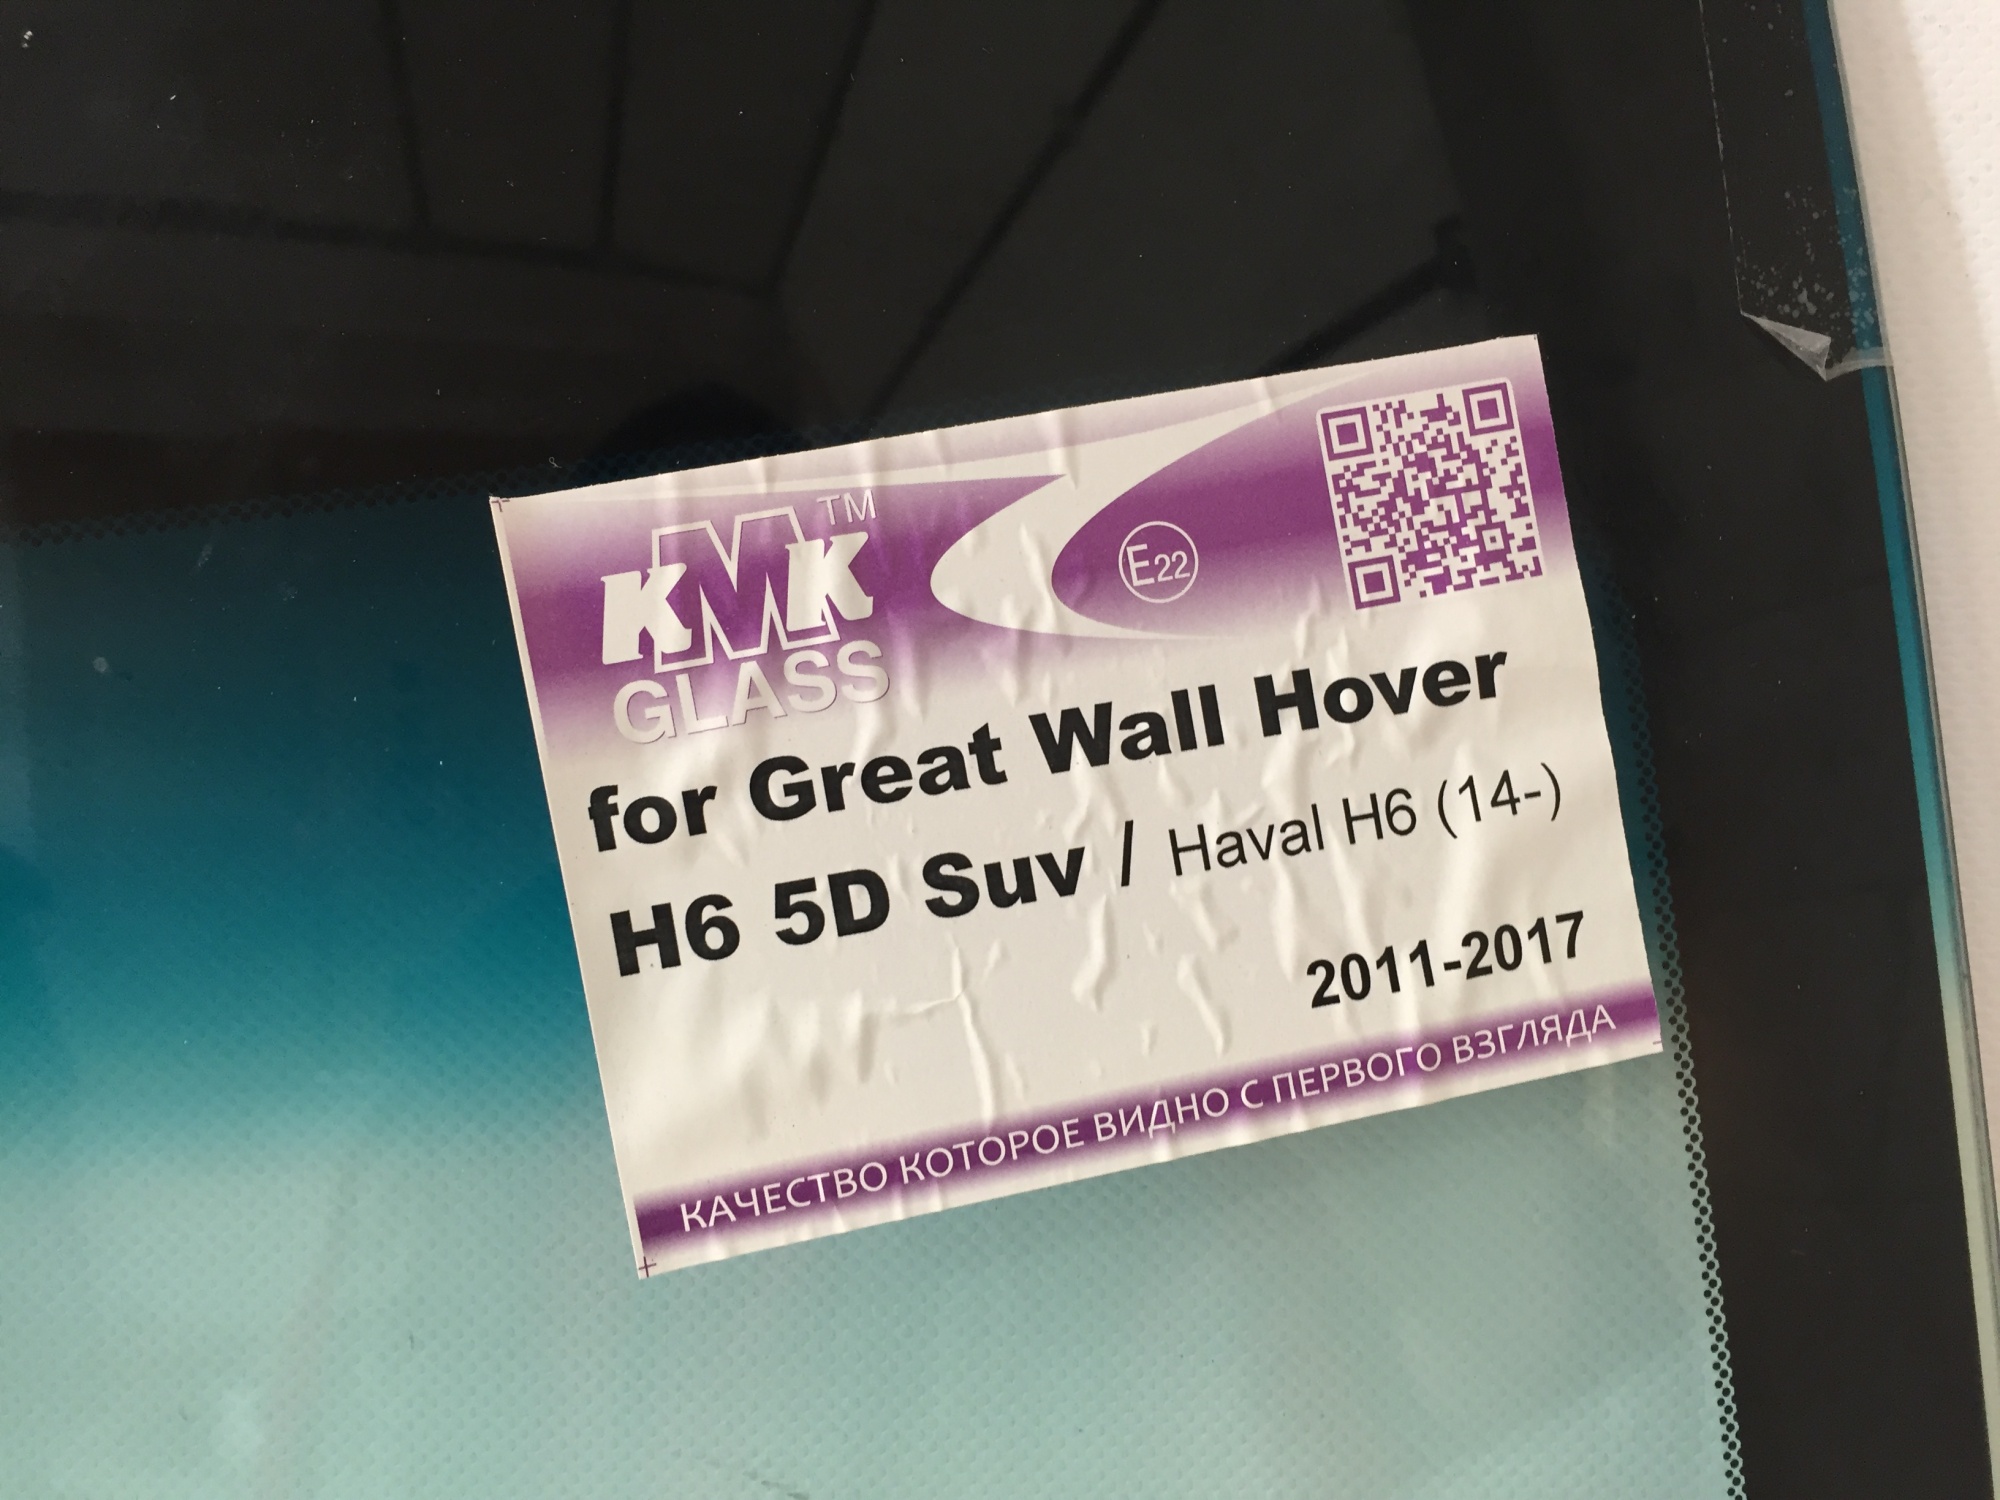 KMK™
GLASS
E22
for Great Wall Hover
H6 5D Suv / Haval H6 (14-)
2011-2017
КАЧЕСТВО КОТОРОЕ ВИДНО С ПЕРВОГО ВЗГЛЯДА